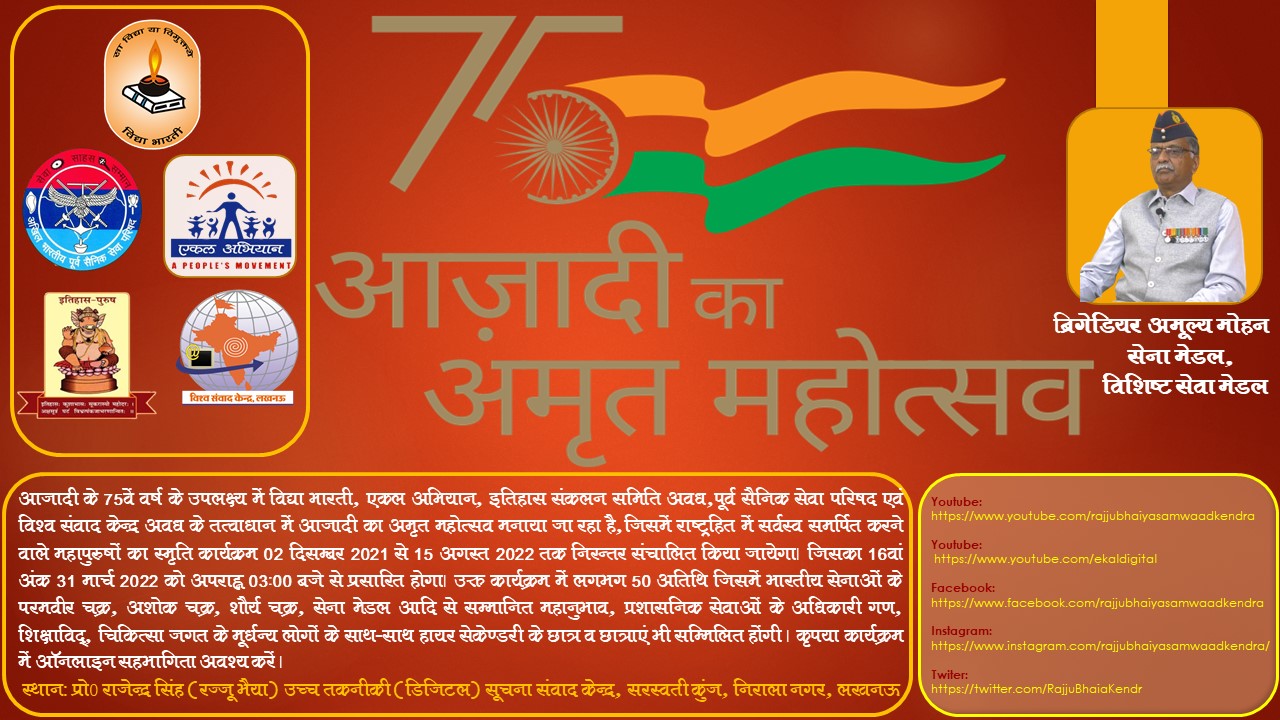 सा विद्या या विमुक्तये
विद्या भारती
सेवा साहस सम्मान
अखिल भारतीय पूर्व सैनिक सेवा परिषद
एकल अभियान
A PEOPLE'S MOVEMENT
इतिहास-पुरुष
विश्व संवाद केन्द्र, लखनऊ
75
आज़ादी का
अमृत महोत्सव
ब्रिगेडियर अमूल्य मोहन
सेना मेडल,
विशिष्ट सेवा मेडल
आजादी के 75वें वर्ष के उपलक्ष्य में विद्या भारती, एकल अभियान, इतिहास संकलन समिति अवध,पूर्व सैनिक सेवा परिषद एवं
विश्व संवाद केन्द्र अवध के तत्वाधान में आजादी का अमृत महोत्सव मनाया जा रहा है, जिसमें राष्ट्रहित में सर्वस्व समर्पित करने
वाले महापुरुषों का स्मृति कार्यक्रम 02 दिसम्बर 2021 से 15 अगस्त 2022 तक निरन्तर संचालित किया जायेगा। जिसका 16वां
अंक 31 मार्च 2022 को अपराह्न 03:00 बजे से प्रसारित होगा। उक्त कार्यक्रम में लगभग 50 अतिथि जिसमें भारतीय सेनाओं के
परमवीर चक्र, अशोक चक्र, शौर्य चक्र, सेना मेडल आदि से सम्मानित महानुभाव, प्रशासनिक सेवाओं के अधिकारी गण,
शिक्षाविद्, चिकित्सा जगत के मूर्धन्य लोगों के साथ-साथ हायर सेकेण्डरी के छात्र व छात्राएं भी सम्मिलित होंगी। कृपया कार्यक्रम
में ऑनलाइन सहभागिता अवश्य करें।
स्थान: प्रो0 राजेन्द्र सिंह (रज्जू भैया) उच्च तकनीकी (डिजिटल) सूचना संवाद केन्द्र, सरस्वती कुंज, निराला नगर, लखनऊ
Youtube:
https://www.youtube.com/rajjubhaiyasamwaadkendra
Youtube:
https://www.youtube.com/ekaldigital
Facebook:
https://www.facebook.com/rajjubhaiyasamwaadkendra
Instagram:
https://www.instagram.com/rajjubhaiyasamwaadkendra/
Twiter:
https://twitter.com/RajjuBhaiaKendr